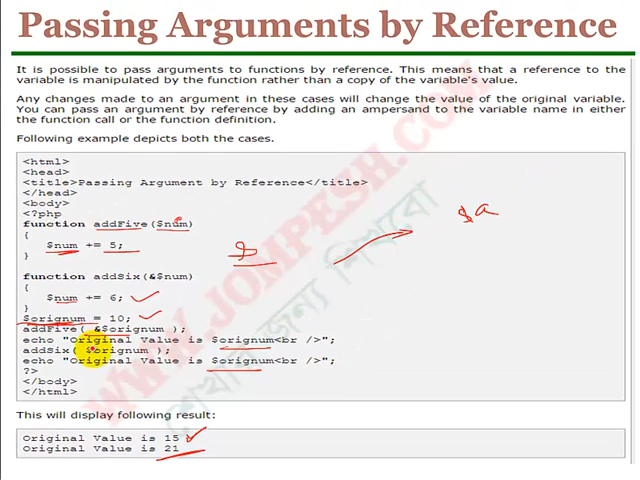 Passing Arguments by Reference
It is possible to pass arguments to functions by reference. This means that a reference to the
variable is manipulated by the function rather than a copy of the variable's value.
Any changes made to an argument in these cases will change the value of the original variable.
You can pass an argument by reference by adding an ampersand to the variable name in either
the function call or the function definition.
Following example depicts both the cases.
<html>
<head>
<title>Passing Argument by Reference</title>
</head>
<body>
<?php
function addFive($num)
{
$num += 5;
}
function addSix(&$num)
{
$num += 6;
}
$orignum = 10;
addFive( &$orignum );
echo "Original Value is $orignum<br />";
addSix( $orignum );
echo "Original Value is $orignum<br />";
?>
</body>
</html>
This will display following result:
Original Value is 15
Original Value is 21
$a
WWW.JOMPESH.COM
শেখার জন্য শিখবো